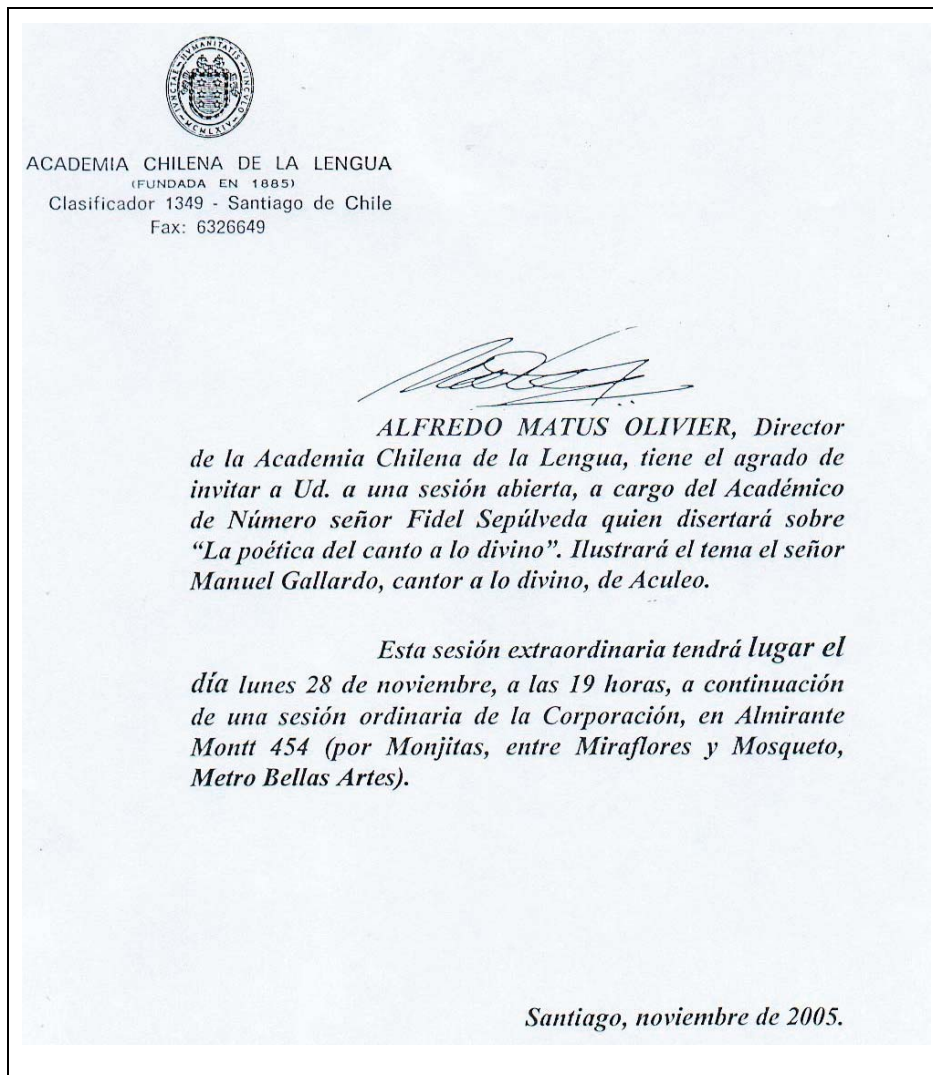 IVNCTAE – HVMANITATIS – VINCVLO – MCMLXIV
ACADEMIA CHILENA DE LA LENGUA
(FUNDADA EN 1885)
Clasificador 1349 - Santiago de Chile
Fax: 6326649
ALFREDO MATUS OLIVIER, Director
de la Academia Chilena de la Lengua, tiene el agrado de
invitar a Ud. a una sesión abierta, a cargo del Académico
de Número señor Fidel Sepúlveda quien disertará sobre
“La poética del canto a lo divino”. Ilustrará el tema el señor
Manuel Gallardo, cantor a lo divino, de Aculeo.
Esta sesión extraordinaria tendrá lugar el
día lunes 28 de noviembre, a las 19 horas, a continuación
de una sesión ordinaria de la Corporación, en Almirante
Montt 454 (por Monjitas, entre Miraflores y Mosqueto,
Metro Bellas Artes).
Santiago, noviembre de 2005.